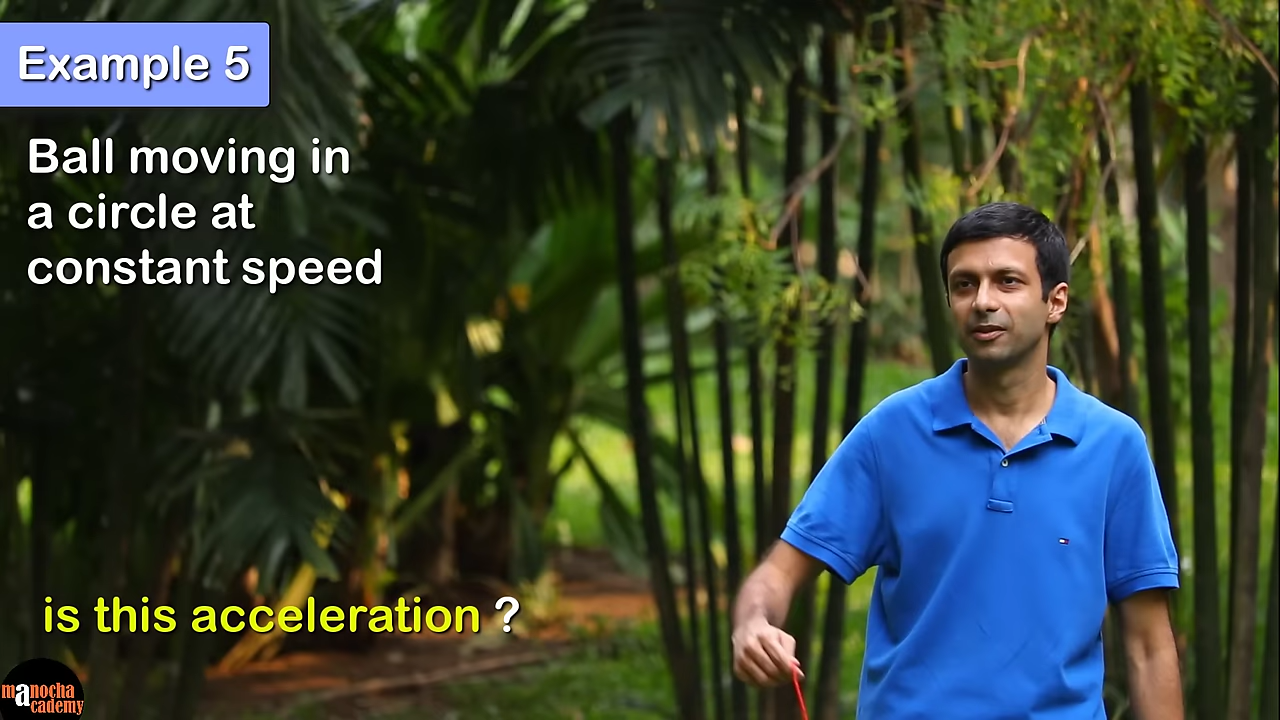 Example 5
Ball moving in
a circle at
constant speed
is this acceleration ?
manocha
academy